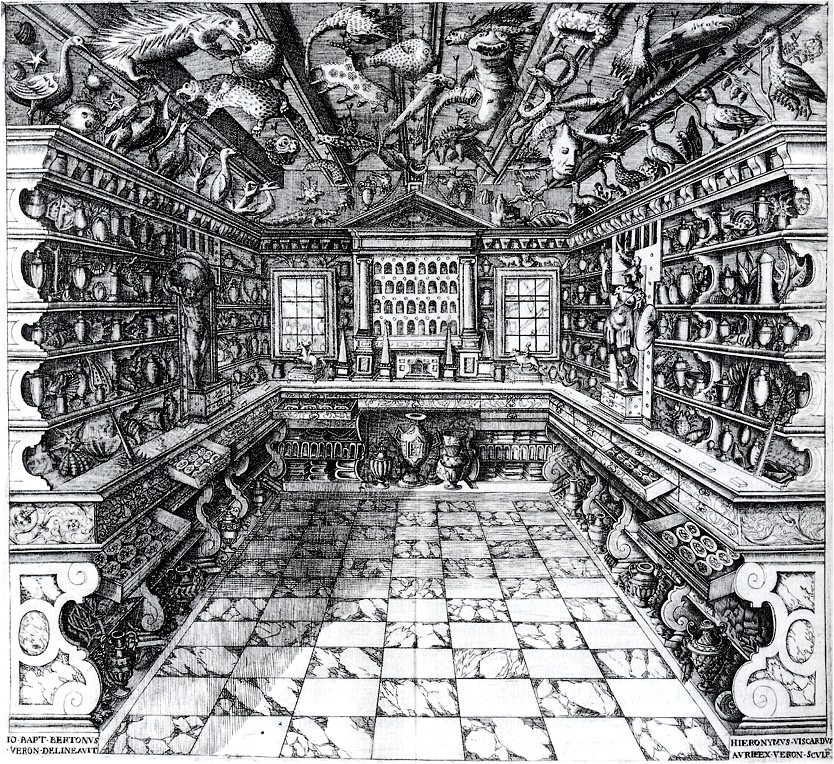 IO·BAPT·BERTONVS
·VERON·DELINEAVIT
HIERONYMVS·VISCARDVS
AVRIFEX·VERON·SCVLP.